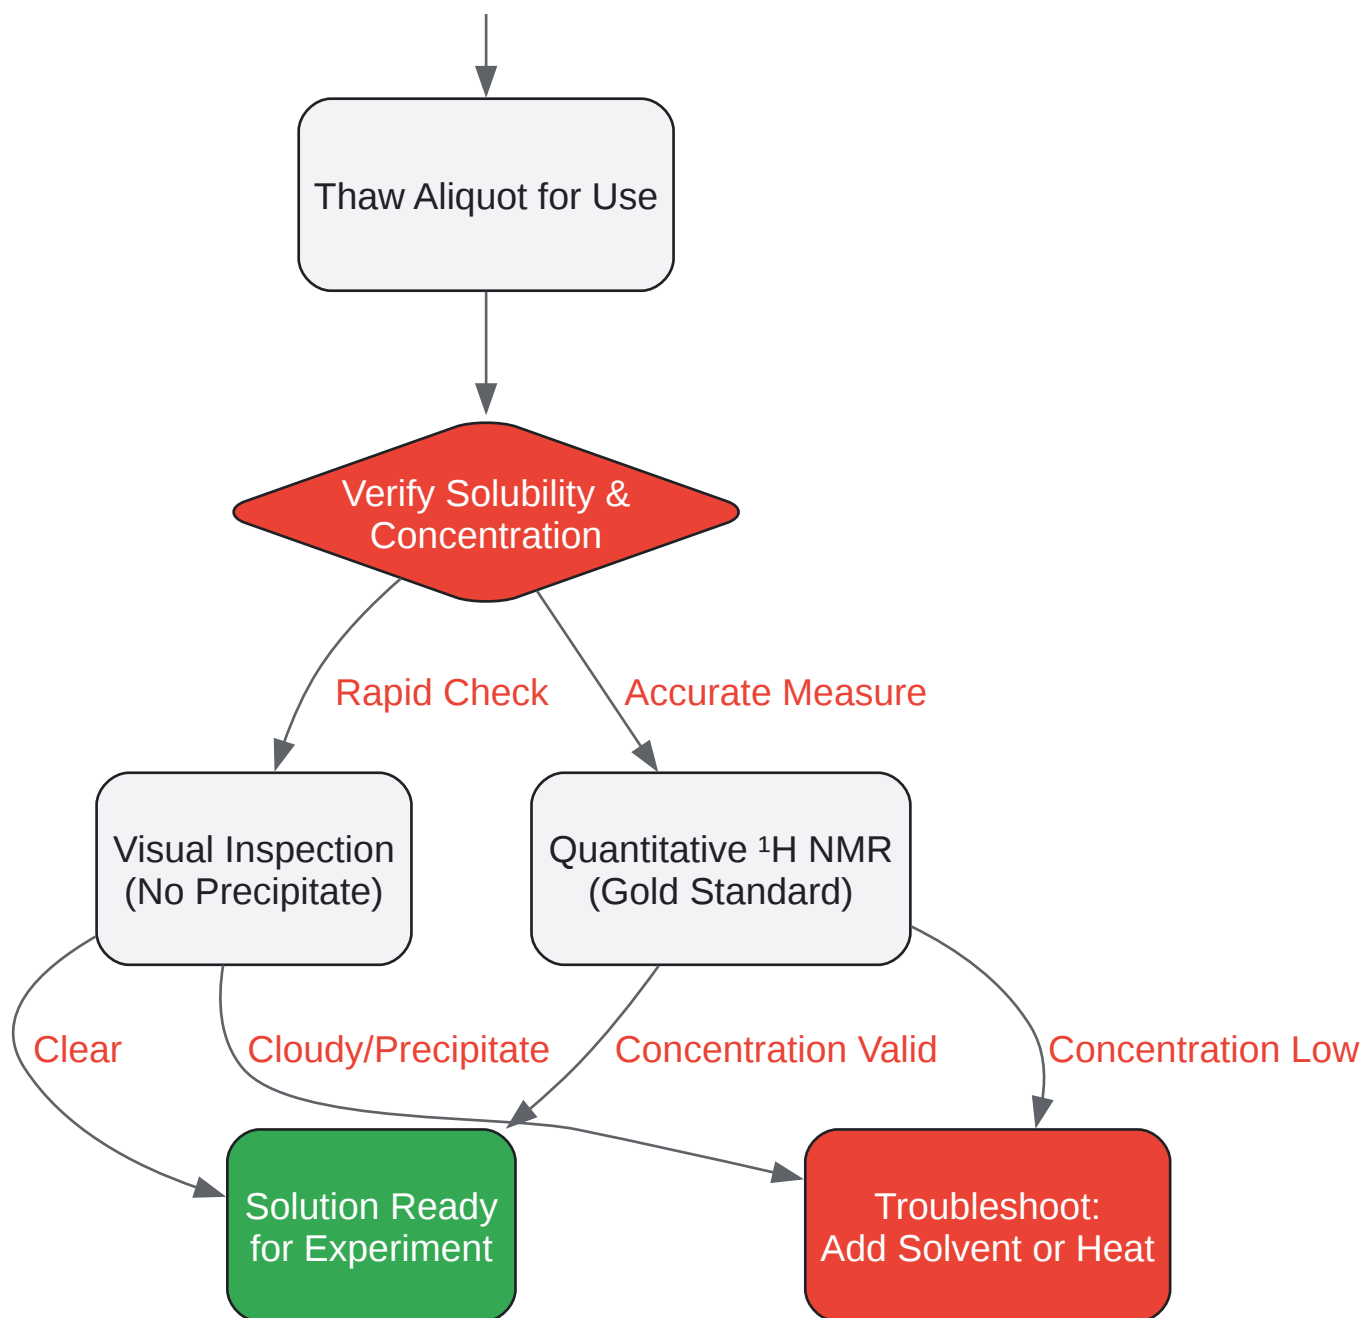 Thaw Aliquot for Use
Verify Solubility &
Concentration
Rapid Check
Accurate Measure
Visual Inspection
(No Precipitate)
Quantitative ¹H NMR
(Gold Standard)
Clear
Cloudy/Precipitate
Concentration Valid
Concentration Low
Solution Ready
for Experiment
Troubleshoot:
Add Solvent or Heat